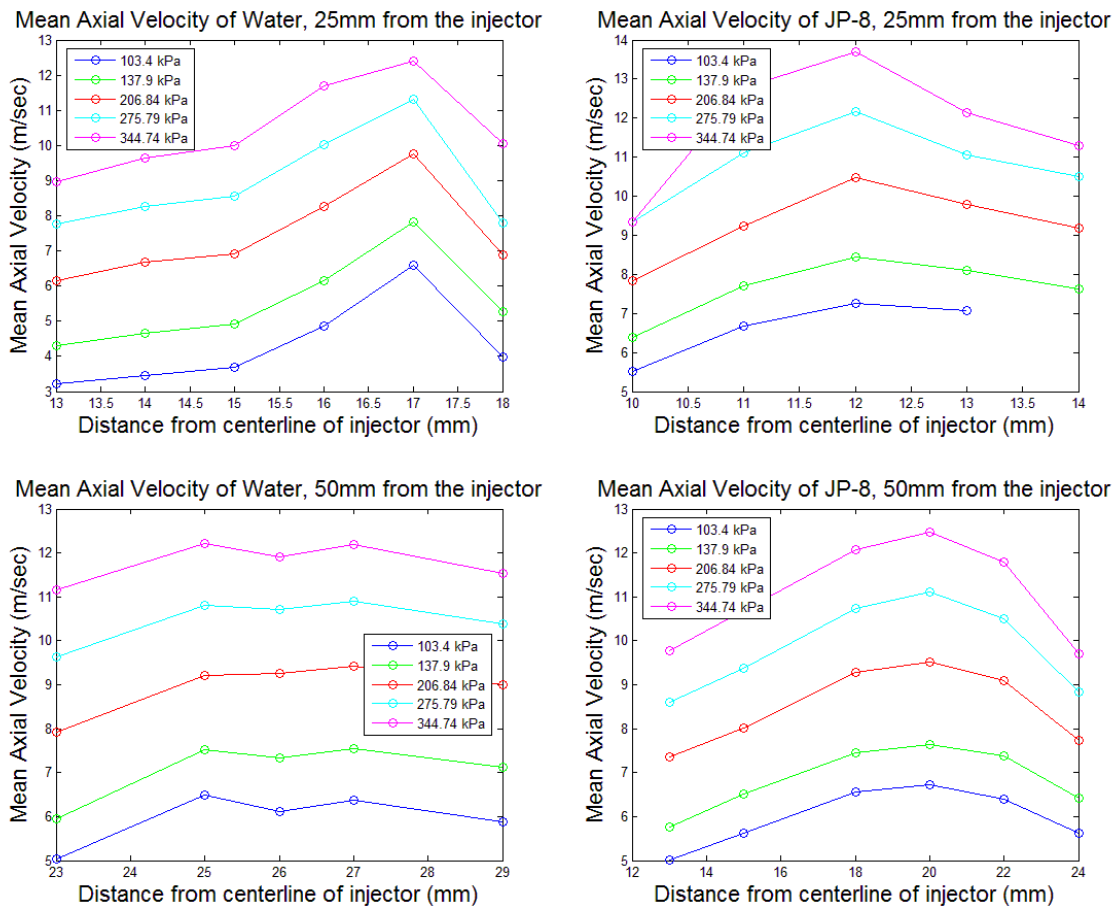 Mean Axial Velocity of Water, 25mm from the injector
Mean Axial Velocity (m/sec)
13
12
11
10
9
8
7
6
5
4
3
103.4 kPa
137.9 kPa
206.84 kPa
275.79 kPa
344.74 kPa
13 13.5 14 14.5 15 15.5 16 16.5 17 17.5 18
Distance from centerline of injector (mm)
Mean Axial Velocity of JP-8, 25mm from the injector
Mean Axial Velocity (m/sec)
14
13
12
11
10
9
8
7
6
5
103.4 kPa
137.9 kPa
206.84 kPa
275.79 kPa
344.74 kPa
10 10.5 11 11.5 12 12.5 13 13.5 14
Distance from centerline of injector (mm)
Mean Axial Velocity of Water, 50mm from the injector
Mean Axial Velocity (m/sec)
13
12
11
10
9
8
7
6
5
103.4 kPa
137.9 kPa
206.84 kPa
275.79 kPa
344.74 kPa
23 24 25 26 27 28 29
Distance from centerline of injector (mm)
Mean Axial Velocity of JP-8, 50mm from the injector
Mean Axial Velocity (m/sec)
13
12
11
10
9
8
7
6
5
103.4 kPa
137.9 kPa
206.84 kPa
275.79 kPa
344.74 kPa
12 14 16 18 20 22 24
Distance from centerline of injector (mm)